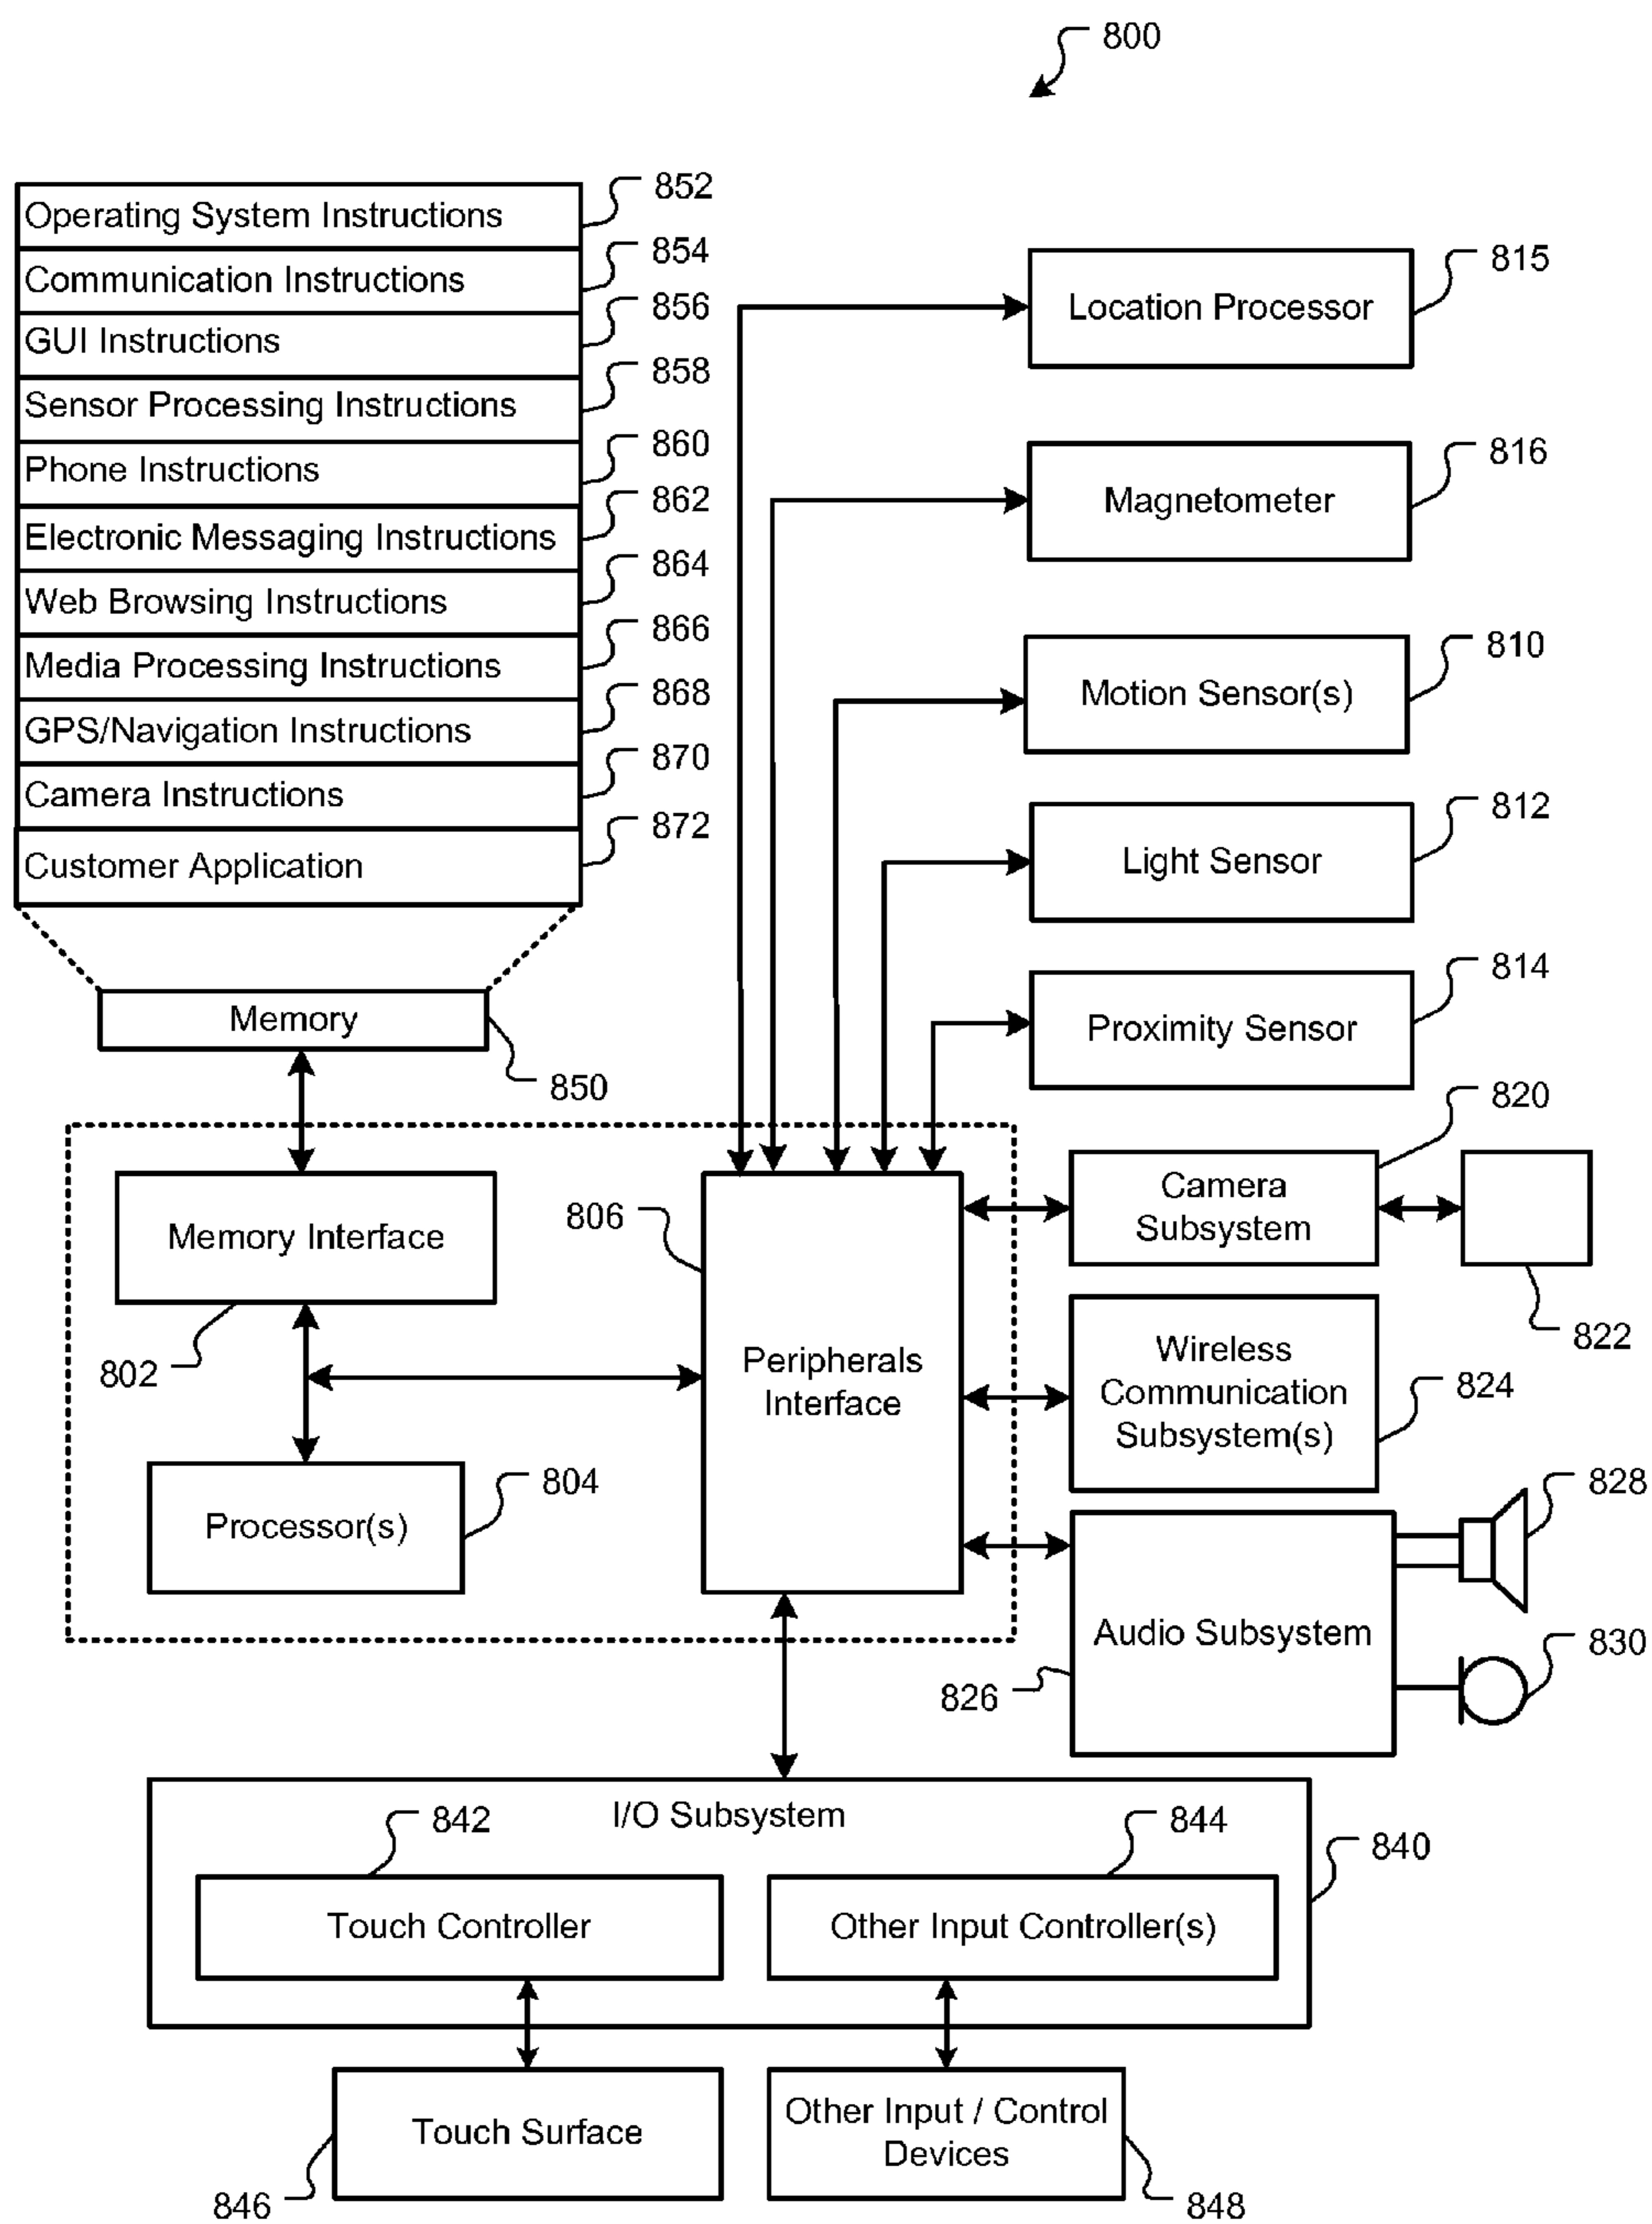 800
Operating System Instructions
852
Communication Instructions
854
GUI Instructions
856
Sensor Processing Instructions
858
Phone Instructions
860
Electronic Messaging Instructions
862
Web Browsing Instructions
864
Media Processing Instructions
866
GPS/Navigation Instructions
868
Camera Instructions
870
Customer Application
872
Memory
850
Location Processor
815
Magnetometer
816
Motion Sensor(s)
810
Light Sensor
812
Proximity Sensor
814
Memory Interface
802
Processor(s)
804
806
Peripherals
Interface
820
Camera
Subsystem
822
Wireless
Communication
Subsystem(s)
824
Audio Subsystem
826
828
830
I/O Subsystem
840
842
Touch Controller
844
Other Input Controller(s)
Touch Surface
846
Other Input / Control
Devices
848